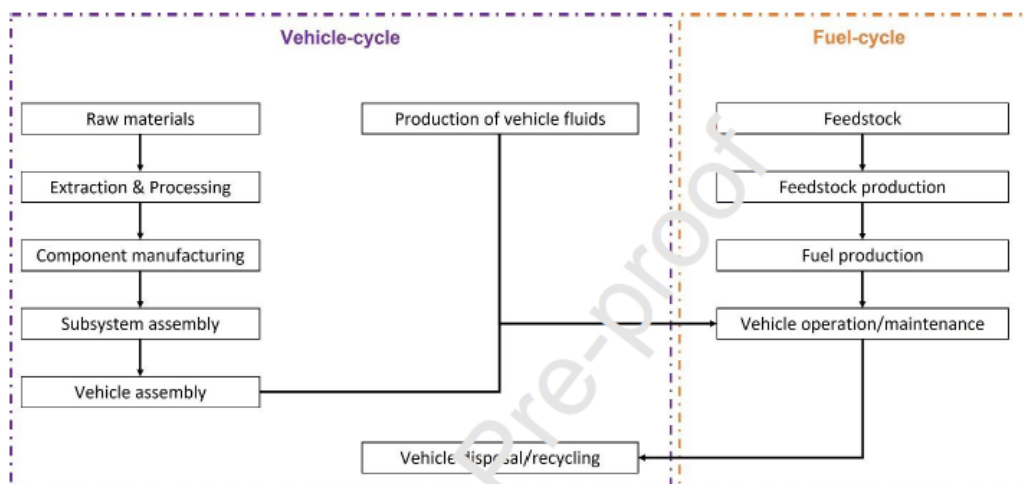 Vehicle-cycle
Fuel-cycle
Raw materials
Production of vehicle fluids
Feedstock
Extraction & Processing
Feedstock production
Component manufacturing
Fuel production
Subsystem assembly
Vehicle operation/maintenance
Vehicle assembly
Vehicle disposal/recycling
Pre-proof